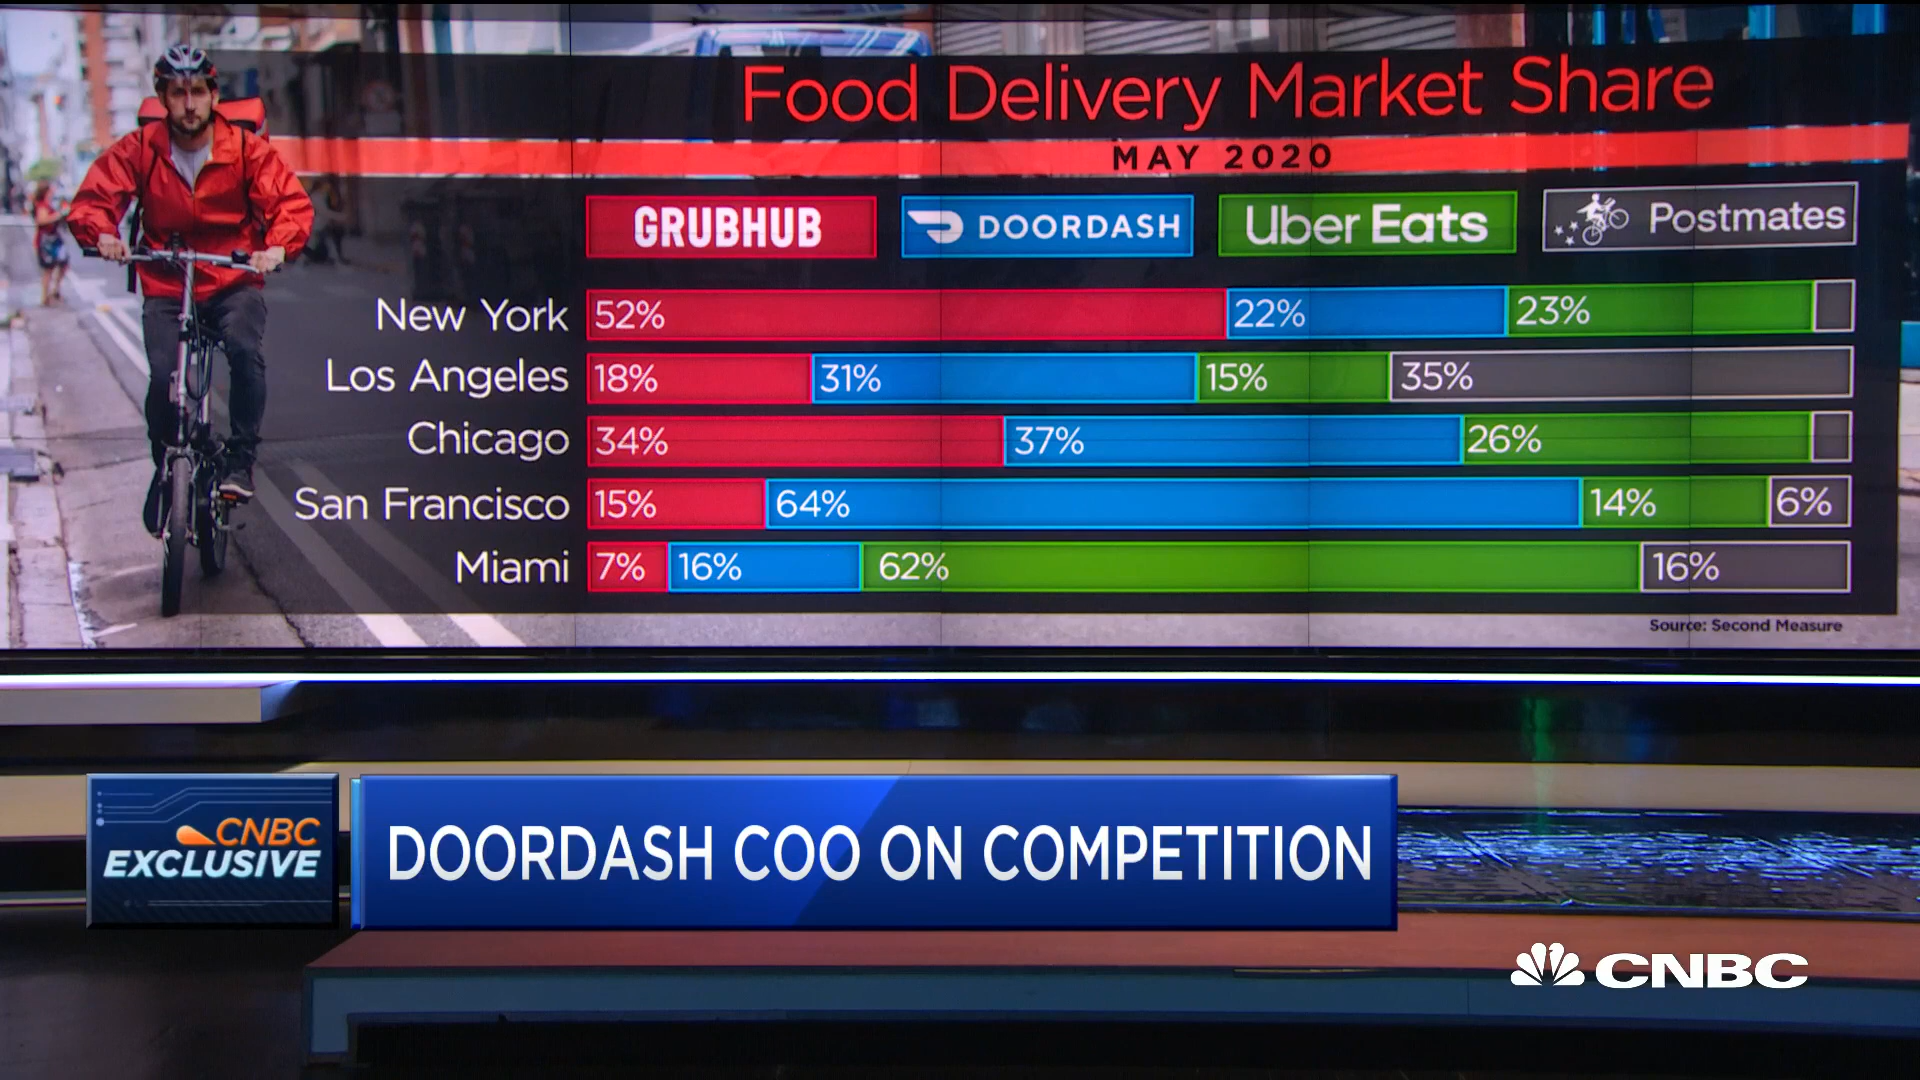 Food Delivery Market Share
MAY 2020
GRUBHUB DOORDASH Uber Eats Postmates
New York 52% 22% 23%
Los Angeles 18% 31% 15% 35%
Chicago 34% 37% 26%
San Francisco 15% 64% 14% 6%
Miami 7% 16% 62% 16%
Source: Second Measure
CNBC
EXCLUSIVE
DOORDASH COO ON COMPETITION
CNBC